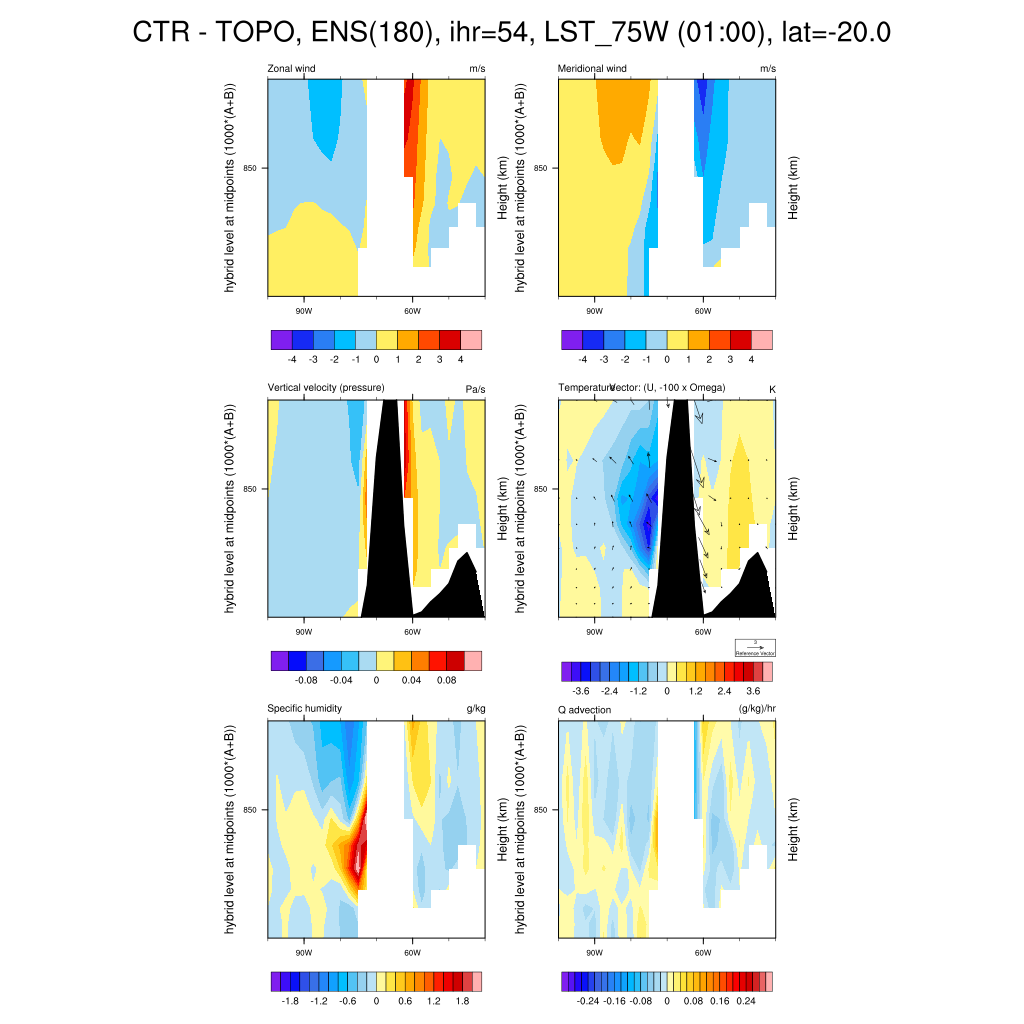 CTR - TOPO, ENS(180), ihr=54, LST_75W (01:00), lat=-20.0
Zonal wind m/s
hybrid level at midpoints (1000*(A+B))
850
Height (km)
90W 60W
-4 -3 -2 -1 0 1 2 3 4
Meridional wind m/s
hybrid level at midpoints (1000*(A+B))
850
Height (km)
90W 60W
-4 -3 -2 -1 0 1 2 3 4
Vertical velocity (pressure) Pa/s
hybrid level at midpoints (1000*(A+B))
850
Height (km)
90W 60W
-0.08 -0.04 0 0.04 0.08
Temperature Vector: (U, -100 x Omega) K
hybrid level at midpoints (1000*(A+B))
850
Height (km)
90W 60W
3
Reference Vector
-3.6 -2.4 -1.2 0 1.2 2.4 3.6
Specific humidity g/kg
hybrid level at midpoints (1000*(A+B))
850
Height (km)
90W 60W
-1.8 -1.2 -0.6 0 0.6 1.2 1.8
Q advection (g/kg)/hr
hybrid level at midpoints (1000*(A+B))
850
Height (km)
90W 60W
-0.24 -0.16 -0.08 0 0.08 0.16 0.24